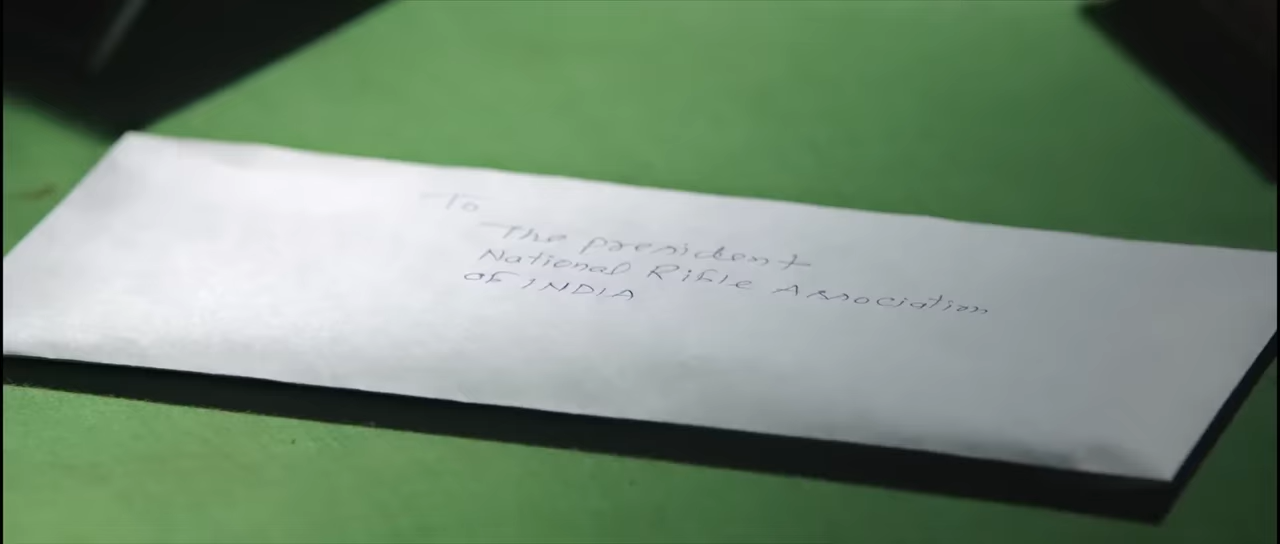 To
The president
National Rifle Association
OF INDIA